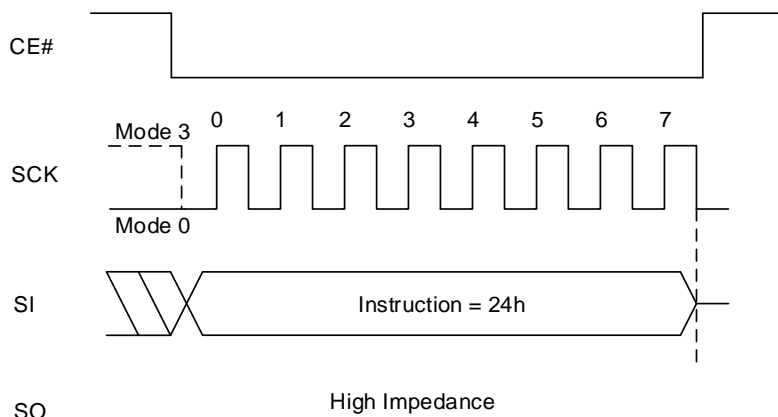 CE#
0 1 2 3 4 5 6 7
Mode 3
SCK
Mode 0
SI
Instruction = 24h
High Impedance
SO